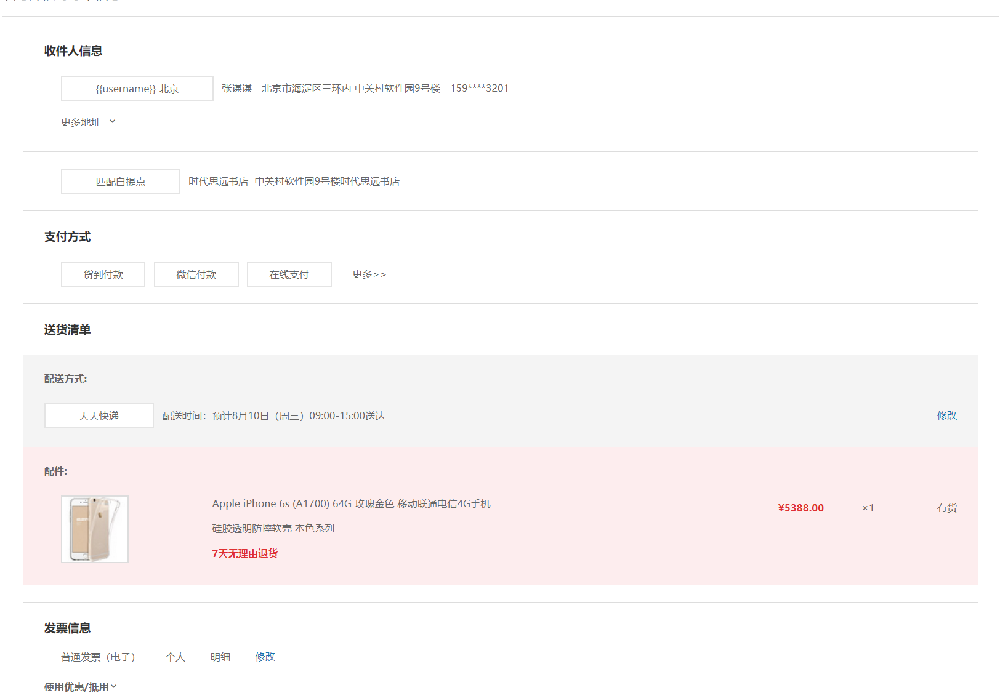 收件人信息
{{username}} 北京 张谋谋 北京市海淀区三环内 中关村软件园9号楼 159****3201
更多地址
匹配自提点 时代思远书店 中关村软件园9号楼时代思远书店
支付方式
货到付款 微信付款 在线支付 更多>>
送货清单
配送方式:
天天快递 配送时间：预计8月10日（周三）09:00-15:00送达 修改
配件:
Apple iPhone 6s (A1700) 64G 玫瑰金色 移动联通电信4G手机 ¥5388.00 ×1 有货
硅胶透明防摔软壳 本色系列
7天无理由退货
发票信息
普通发票（电子） 个人 明细 修改
使用优惠/抵用